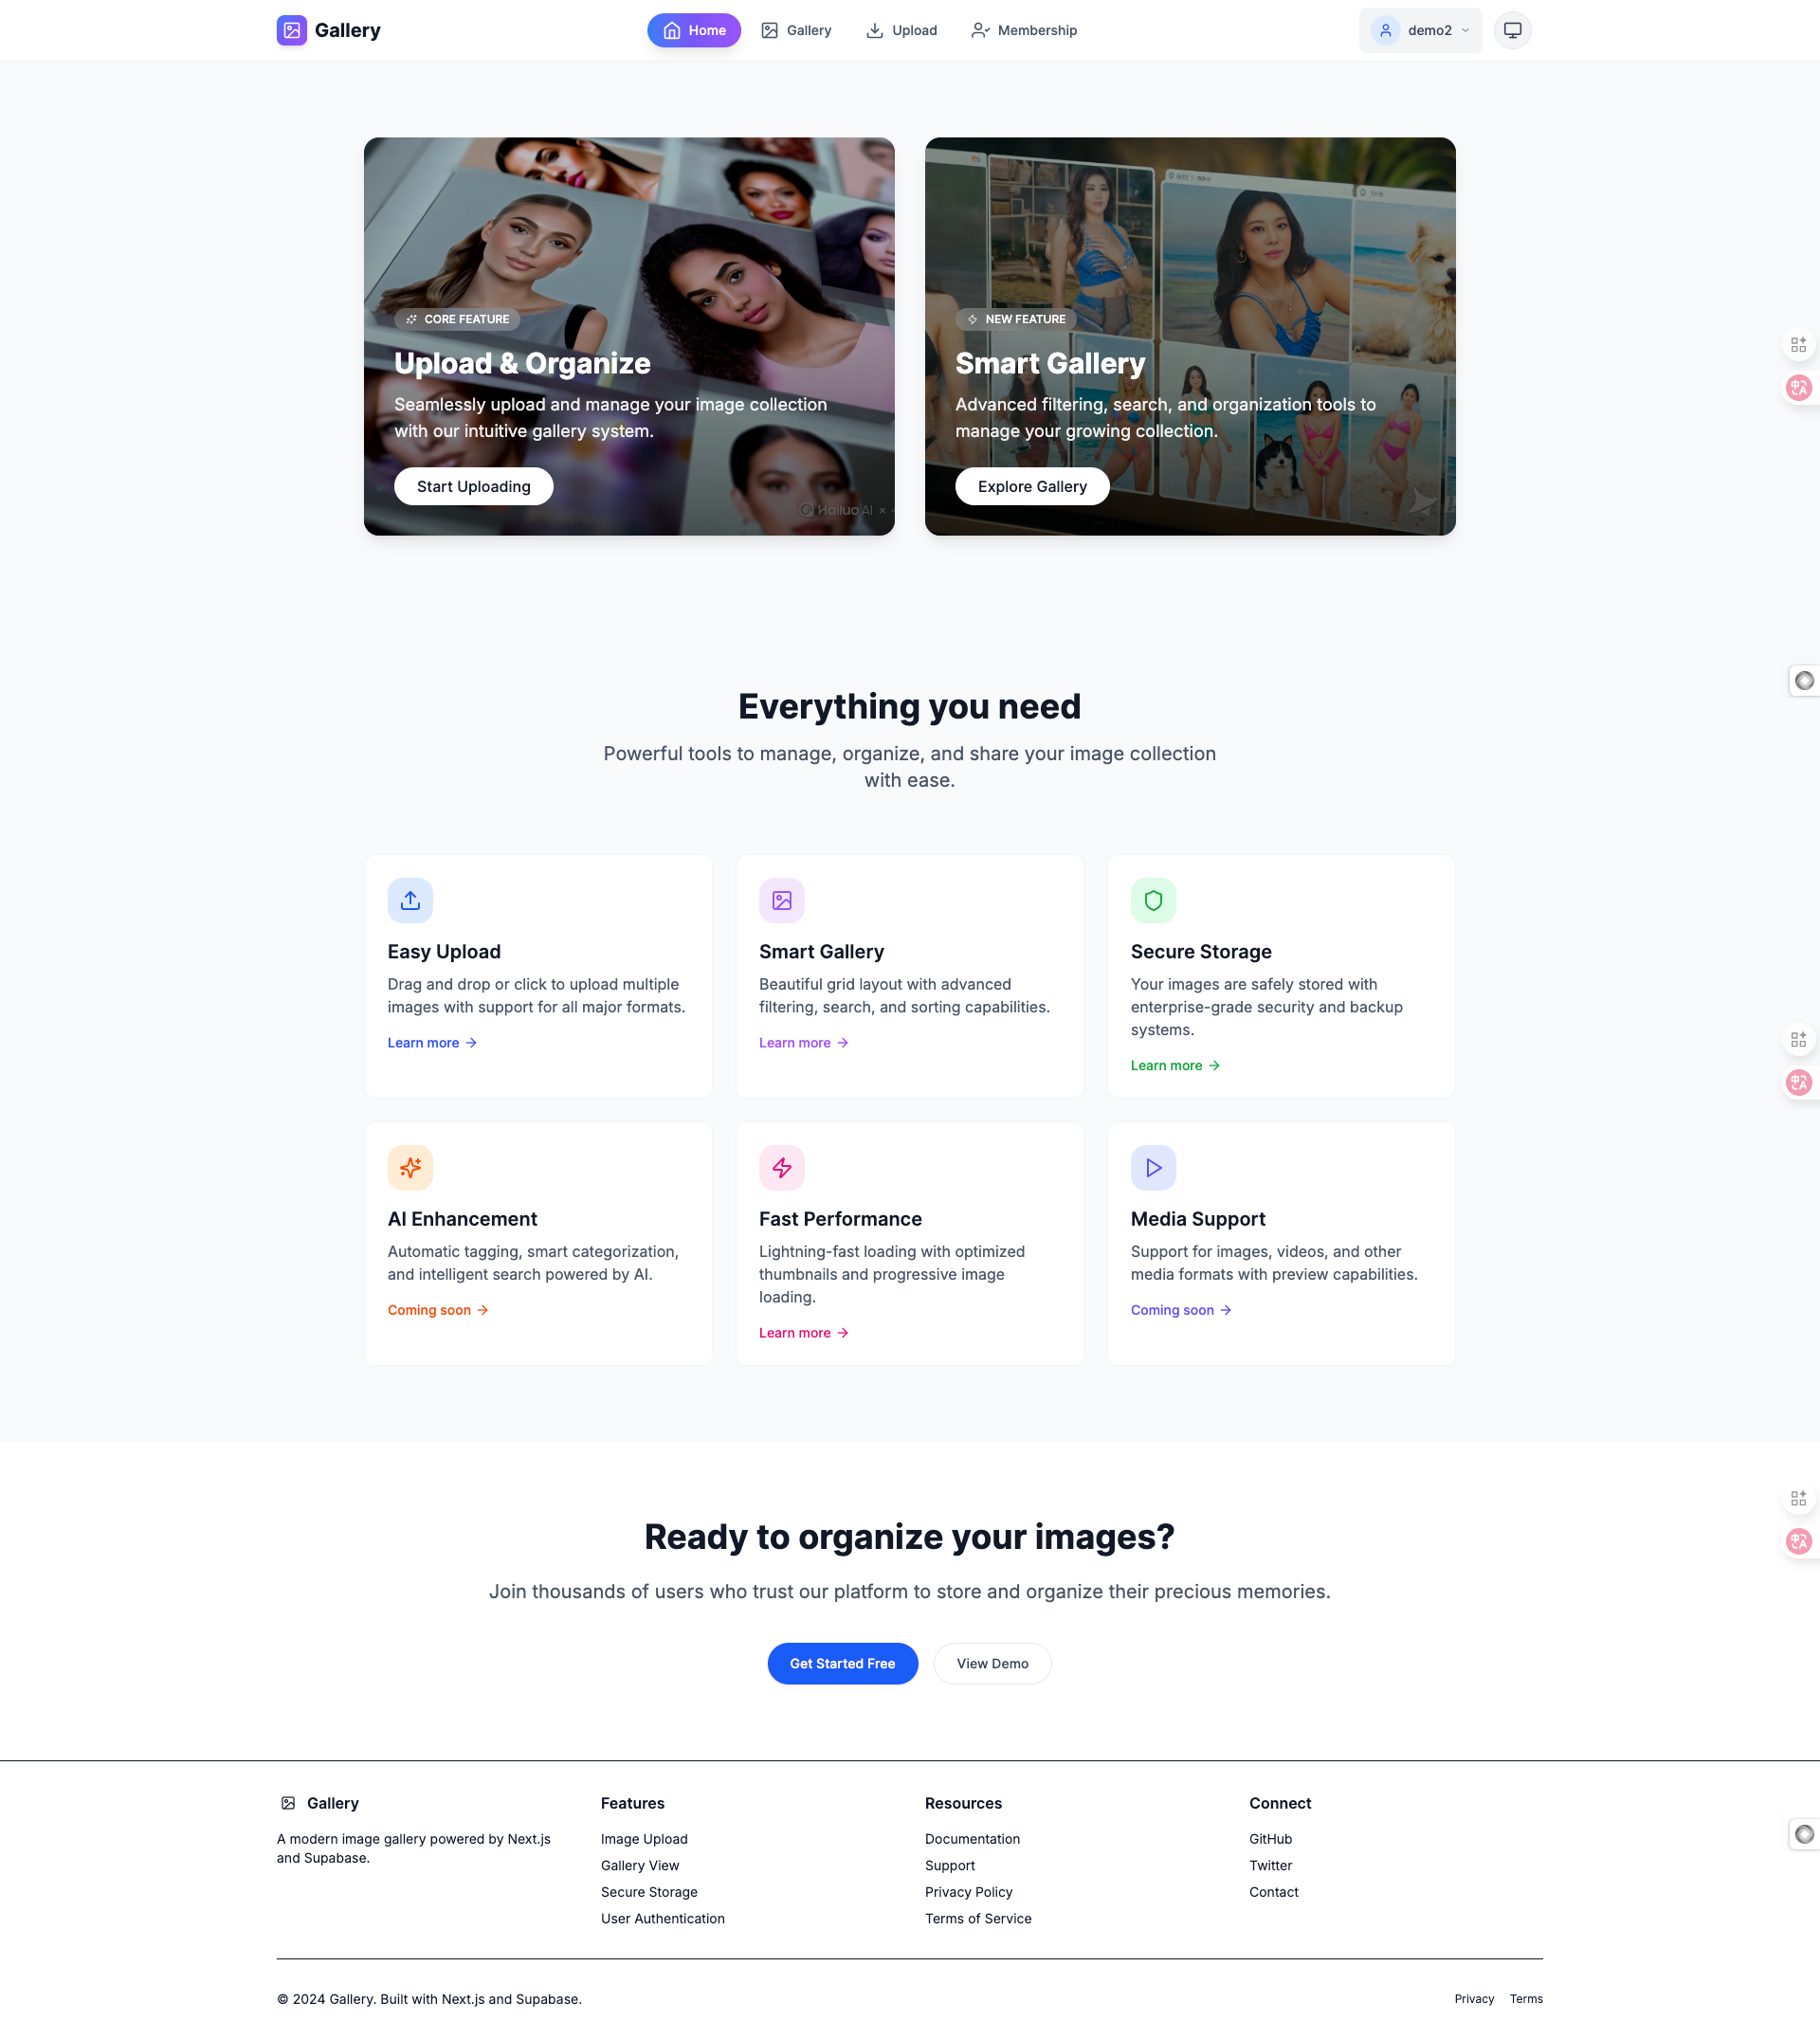 Gallery
Home
Gallery
Upload
Membership
demo2
CORE FEATURE
Upload & Organize
Seamlessly upload and manage your image collection
with our intuitive gallery system.
Start Uploading
Hailuo AI ×
NEW FEATURE
Smart Gallery
Advanced filtering, search, and organization tools to
manage your growing collection.
Explore Gallery
Everything you need
Powerful tools to manage, organize, and share your image collection
with ease.
Easy Upload
Drag and drop or click to upload multiple
images with support for all major formats.
Learn more →
Smart Gallery
Beautiful grid layout with advanced
filtering, search, and sorting capabilities.
Learn more →
Secure Storage
Your images are safely stored with
enterprise-grade security and backup
systems.
Learn more →
AI Enhancement
Automatic tagging, smart categorization,
and intelligent search powered by AI.
Coming soon →
Fast Performance
Lightning-fast loading with optimized
thumbnails and progressive image
loading.
Learn more →
Media Support
Support for images, videos, and other
media formats with preview capabilities.
Coming soon →
Ready to organize your images?
Join thousands of users who trust our platform to store and organize their precious memories.
Get Started Free
View Demo
Gallery
A modern image gallery powered by Next.js
and Supabase.
Features
Image Upload
Gallery View
Secure Storage
User Authentication
Resources
Documentation
Support
Privacy Policy
Terms of Service
Connect
GitHub
Twitter
Contact
© 2024 Gallery. Built with Next.js and Supabase.
Privacy
Terms